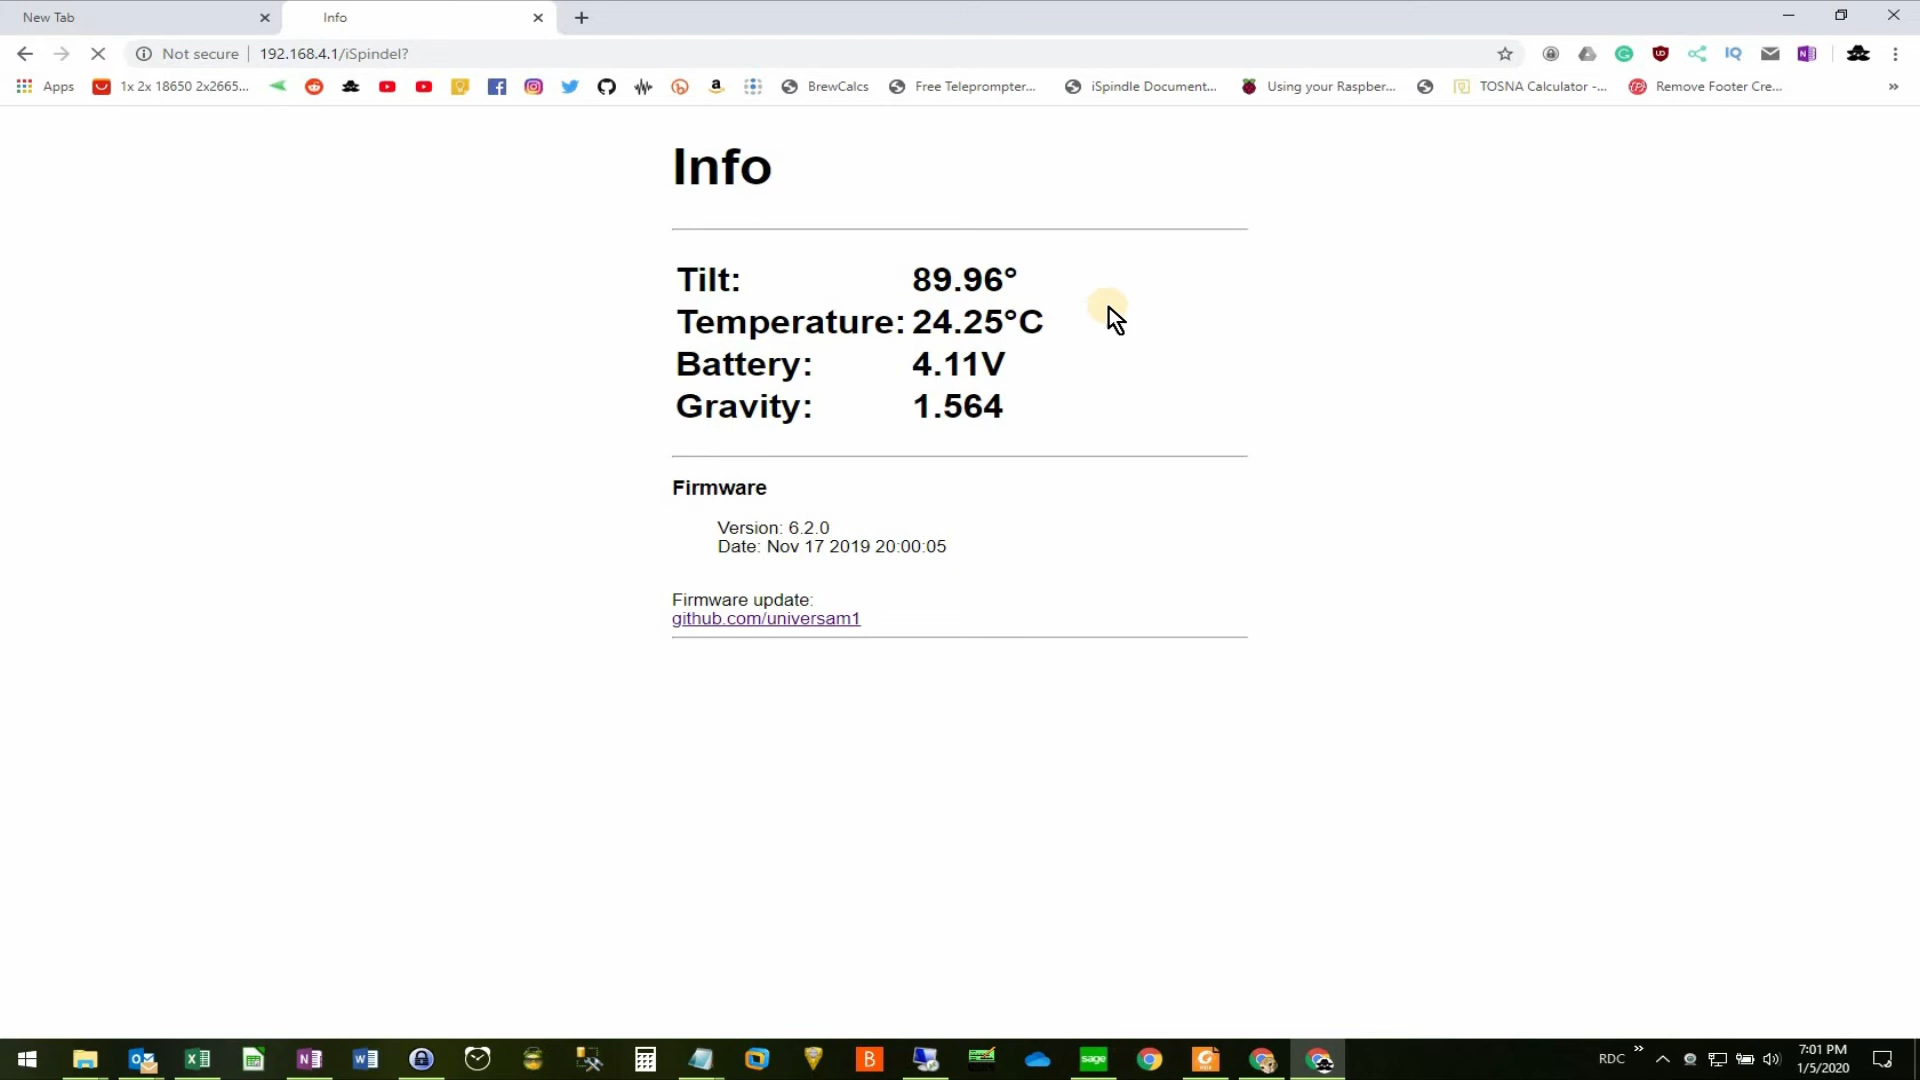 New Tab
Info
Not secure
192.168.4.1/iSpindel?
Apps
1x 2x 18650 2x2665...
BrewCalcs
Free Teleprompter...
iSpindle Document...
Using your Raspber...
TOSNA Calculator -...
Remove Footer Cre...
»
Info
Tilt: 89.96°
Temperature: 24.25°C
Battery: 4.11V
Gravity: 1.564
Firmware
Version: 6.2.0
Date: Nov 17 2019 20:00:05
Firmware update:
github.com/universam1
RDC
»
7:01 PM
1/5/2020